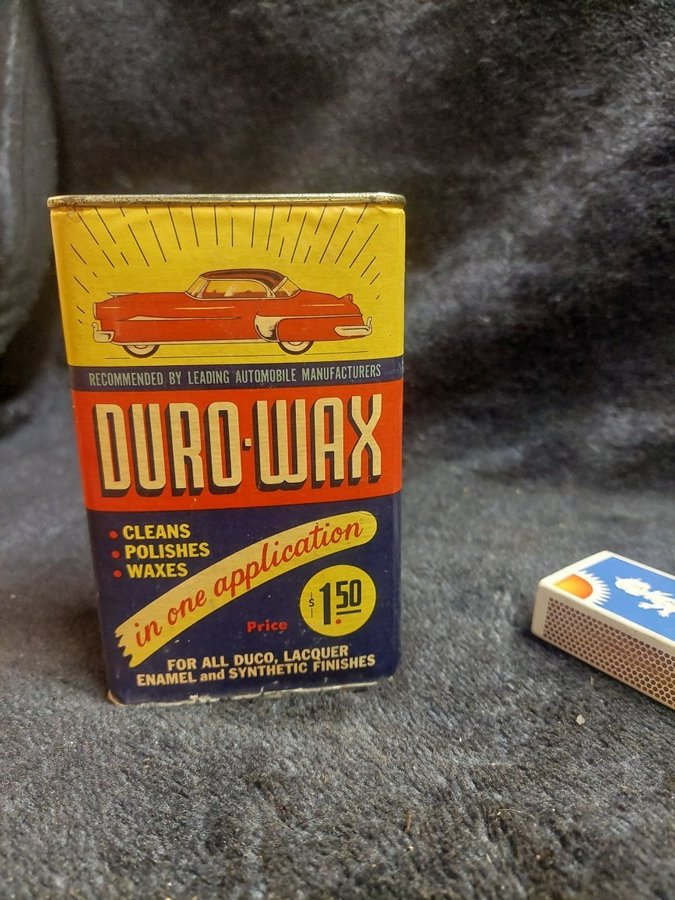 RECOMMENDED BY LEADING AUTOMOBILE MANUFACTURERS
DURO-WAX
• CLEANS
• POLISHES
• WAXES
in one application
Price $1.50
FOR ALL DUCO, LACQUER
ENAMEL and SYNTHETIC FINISHES